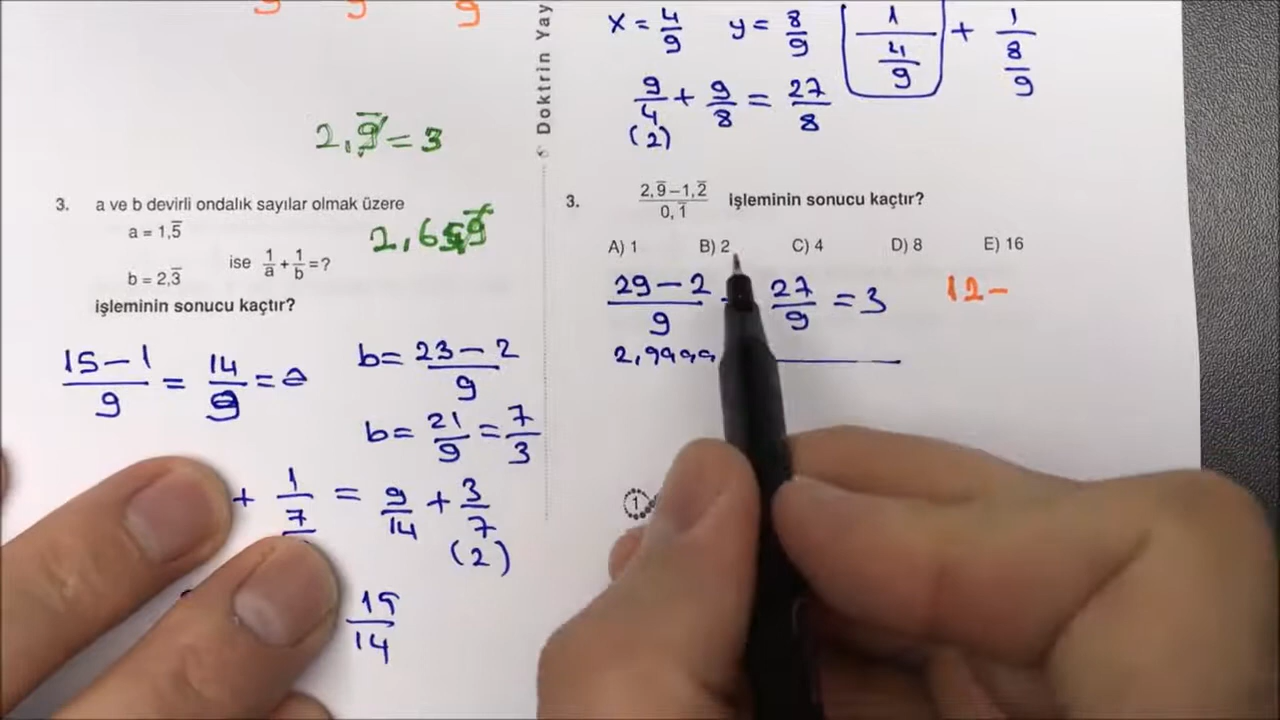 2,9̅ = 3
3. a ve b devirli ondalık sayılar olmak üzere
a = 1,5̅
b = 2,3̅
ise 1/a + 1/b = ?
işleminin sonucu kaçtır?
(15 − 1)/9 = 14/9 = a
b = (23 − 2)/9
b = 21/9 = 7/3
+ 1/(7/ = 9/14 + 3/7
(2)
15/14
Doktrin Yay
x = 4/9 y = 8/9 1/(4/9) + 1/(8/9)
9/4 + 9/8 = 27/8
(2)
3. (2,9̅ − 1,2̅)/0,1̅ işleminin sonucu kaçtır?
A) 1 B) 2 C) 4 D) 8 E) 16
(29 − 2)/9 27/9 = 3 12 −
2,9999
1